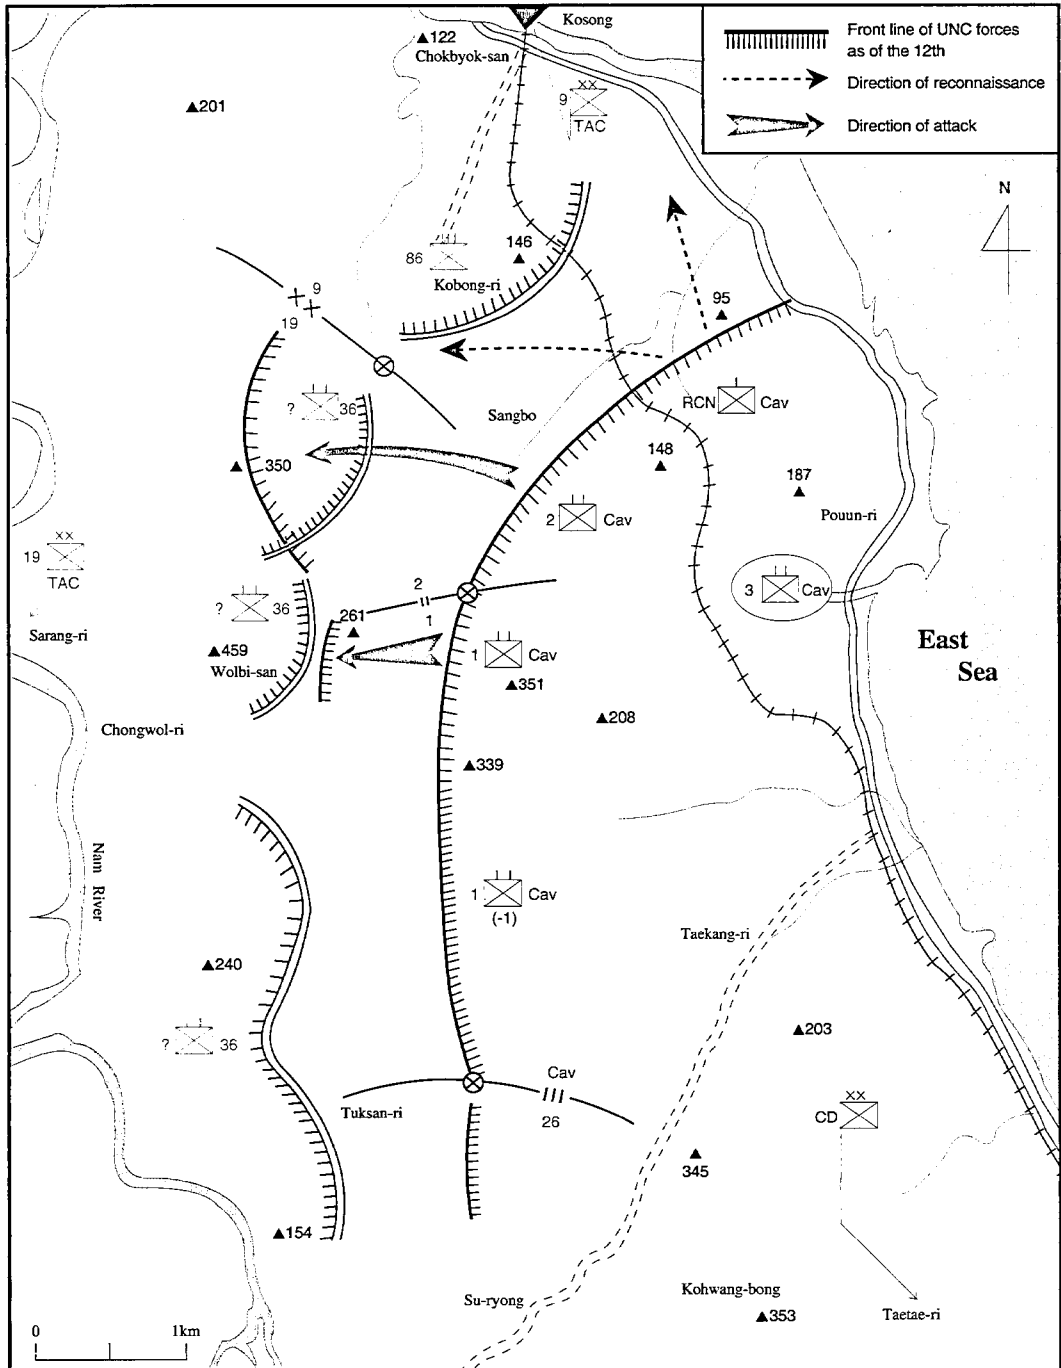 Kosong
122
Chokbyok-san
Front line of UNC forces
as of the 12th
Direction of reconnaissance
Direction of attack
201
XX
9
TAC
N
86
146
Kobong-ri
9
19
95
? 36
Sangbo
RCN Cav
350
148
187
2 Cav
Pouun-ri
XX
19
TAC
2
1
3 Cav
? 36
261
Sarang-ri
459
Wolbi-san
1 Cav
351
East
Sea
Chongwol-ri
208
339
Nam River
1 Cav
(-1)
Taekang-ri
240
203
? 36
Cav
26
Tuksan-ri
XX
CD
345
154
Su-ryong
Kohwang-bong
353
Taetae-ri
0 1km